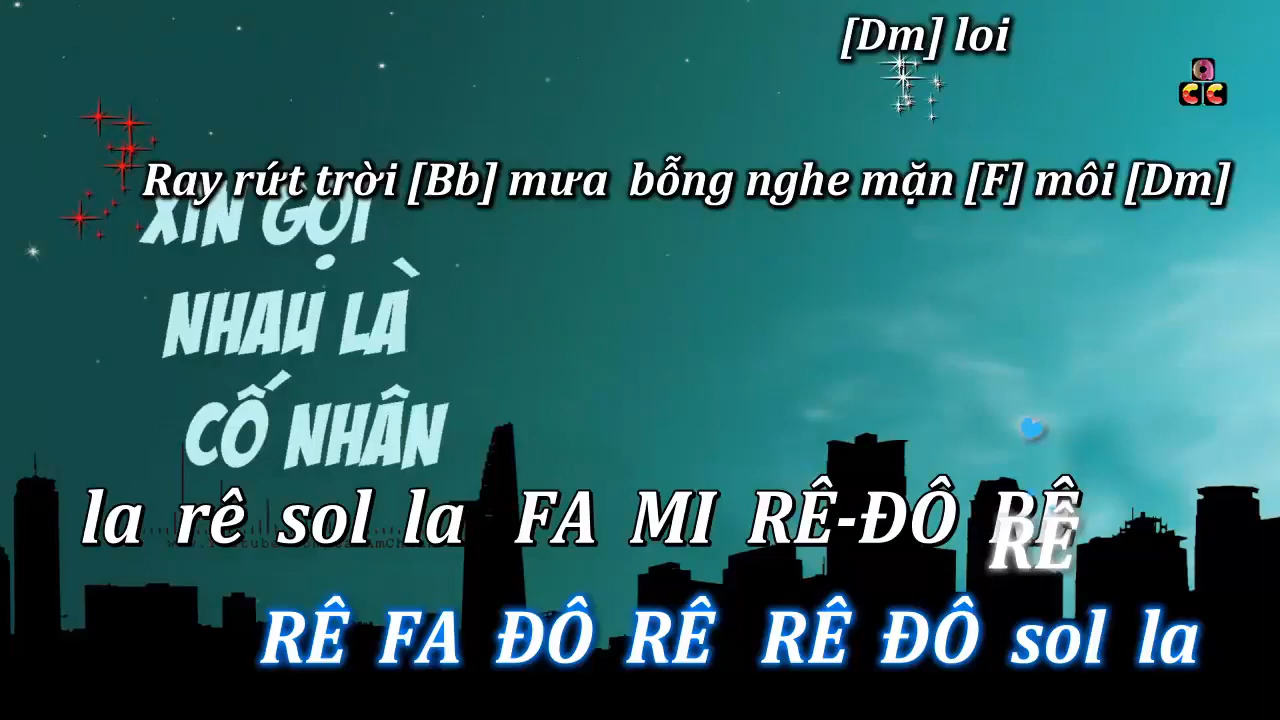 [Dm] loi
Ray rứt trời [Bb] mưa bỗng nghe mặn [F] môi [Dm]
XIN GỌI
NHAU LÀ
CỐ NHÂN
la rê sol la FA MI RÊ-ĐÔ RÊ
RÊ
RÊ FA ĐÔ RÊ RÊ ĐÔ sol la